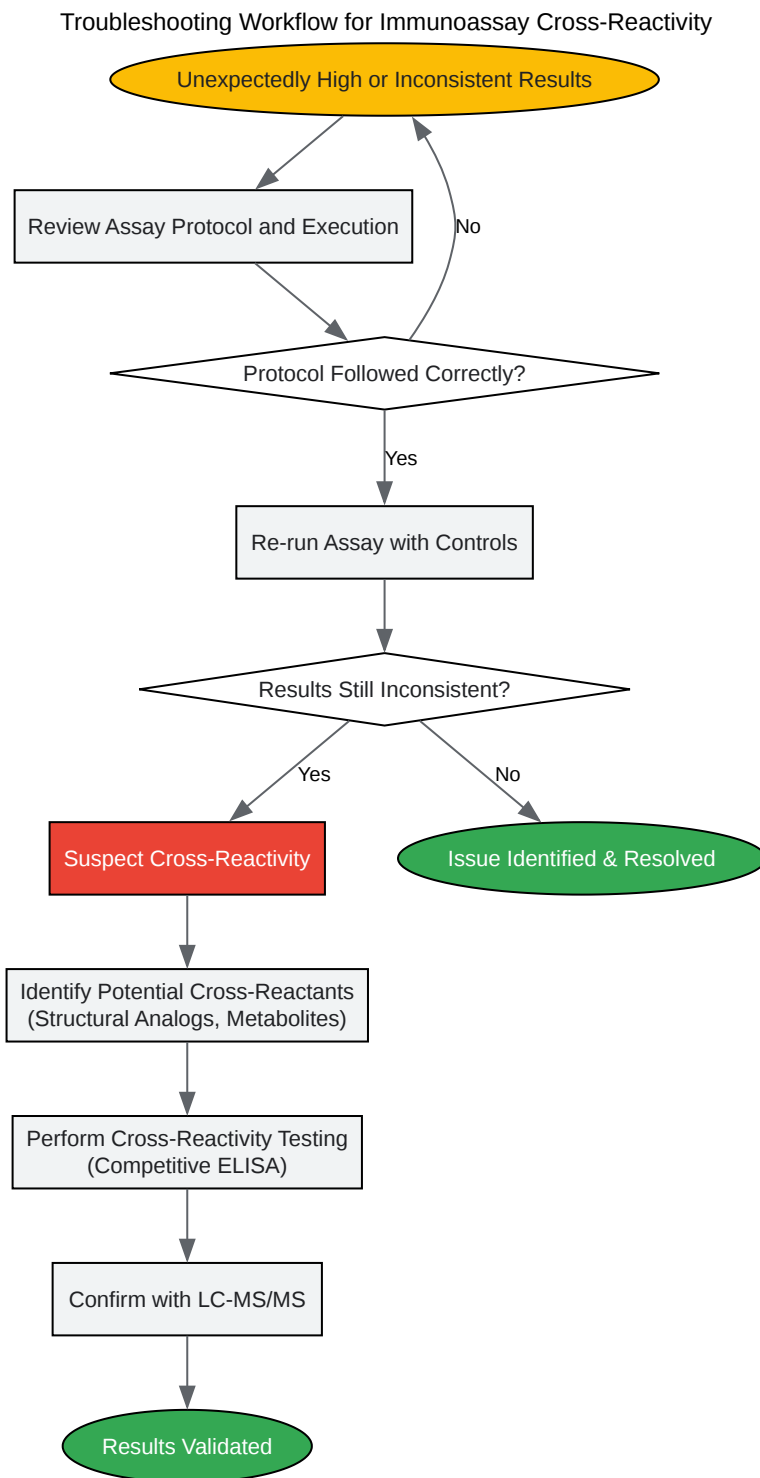 Troubleshooting Workflow for Immunoassay Cross-Reactivity
Unexpectedly High or Inconsistent Results
Review Assay Protocol and Execution
No
Protocol Followed Correctly?
Yes
Re-run Assay with Controls
Results Still Inconsistent?
Yes
No
Suspect Cross-Reactivity
Issue Identified & Resolved
Identify Potential Cross-Reactants
(Structural Analogs, Metabolites)
Perform Cross-Reactivity Testing
(Competitive ELISA)
Confirm with LC-MS/MS
Results Validated